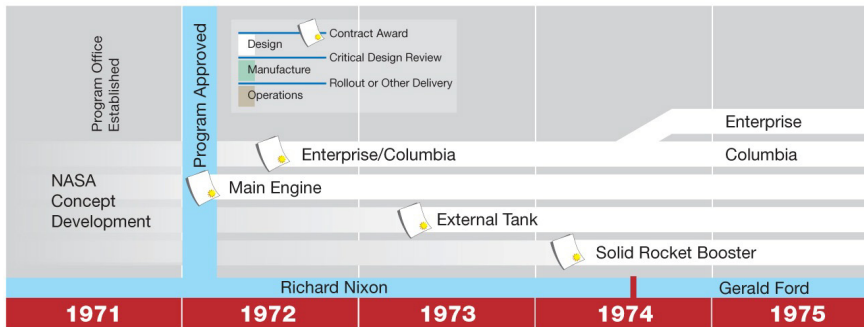 Program Office
Established
Program Approved
Contract Award
Design
Critical Design Review
Manufacture
Rollout or Other Delivery
Operations
Enterprise
Enterprise/Columbia
Columbia
NASA
Concept
Development
Main Engine
External Tank
Solid Rocket Booster
Richard Nixon
Gerald Ford
1971
1972
1973
1974
1975